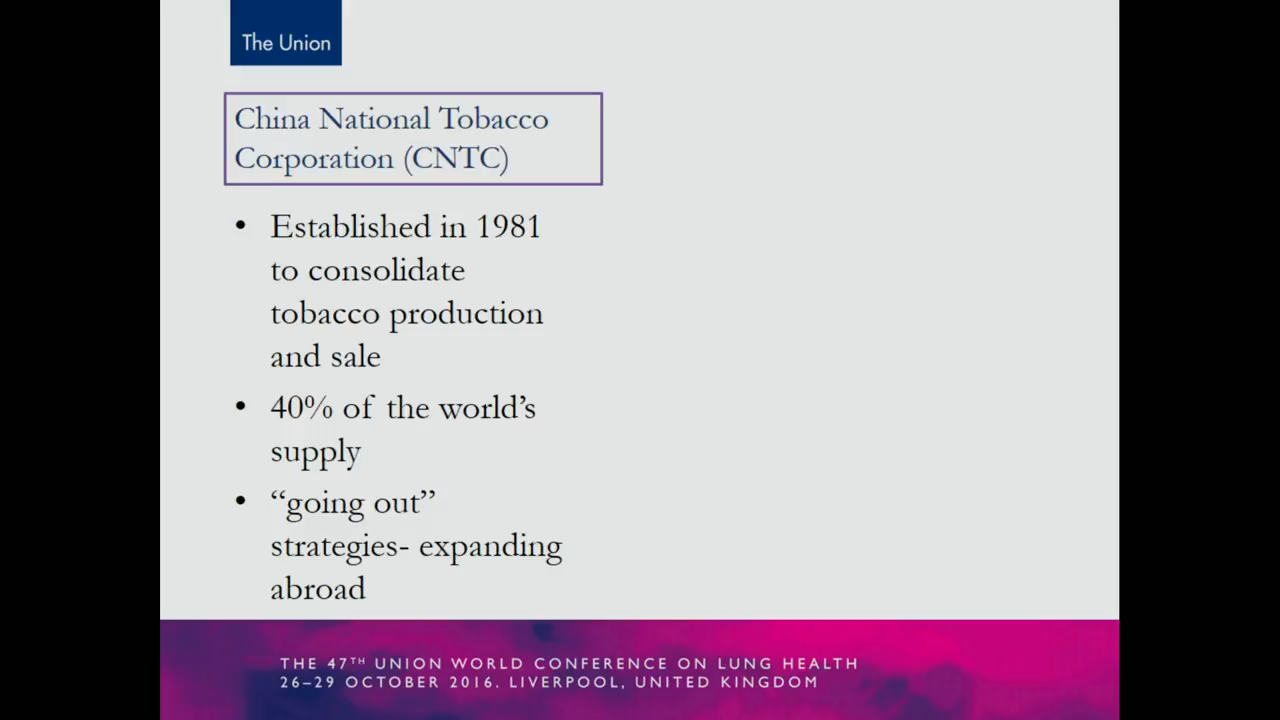 The Union
China National Tobacco
Corporation (CNTC)
• Established in 1981
to consolidate
tobacco production
and sale
• 40% of the world’s
supply
• “going out”
strategies- expanding
abroad
THE 47TH UNION WORLD CONFERENCE ON LUNG HEALTH
26–29 OCTOBER 2016. LIVERPOOL, UNITED KINGDOM